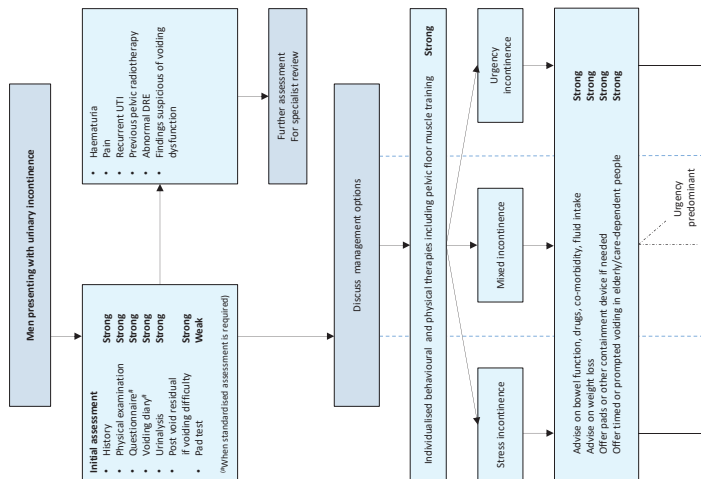 Men presenting with urinary incontinence
Initial assessment
• History Strong
• Physical examination Strong
• Questionnaire# Strong
• Voiding diary# Strong
• Urinalysis Strong
• Post void residual
if voiding difficulty Strong
• Pad test Weak
(#When standardised assessment is required)
• Haematuria
• Pain
• Recurrent UTI
• Previous pelvic radiotherapy
• Abnormal DRE
• Findings suspicious of voiding
dysfunction
Further assessment
For specialist review
Discuss management options
Individualised behavioural and physical therapies including pelvic floor muscle training Strong
Stress incontinence
Mixed incontinence
Urgency
incontinence
Advise on bowel function, drugs, co-morbidity, fluid intake Strong
Advise on weight loss Strong
Offer pads or other containment device if needed Strong
Offer timed or prompted voiding in elderly/care-dependent people Strong
Urgency
predominant